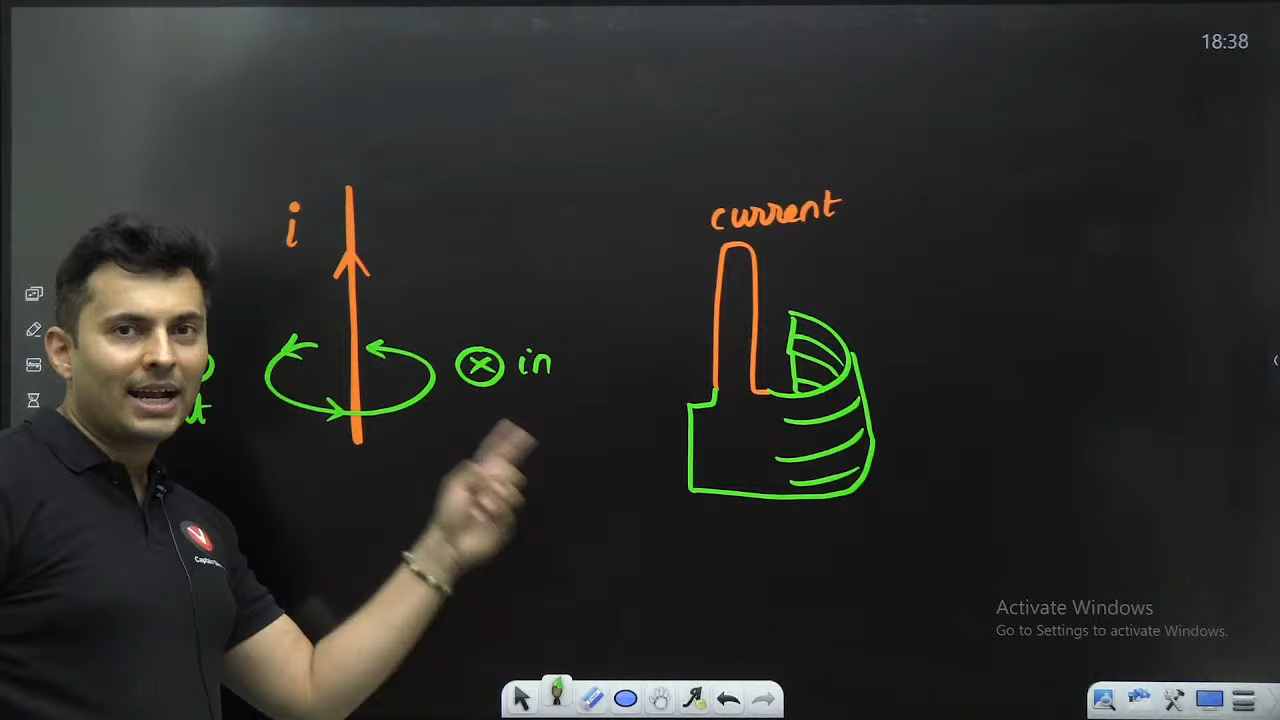 18:38
current
i
in
Activate Windows
Go to Settings to activate Windows.